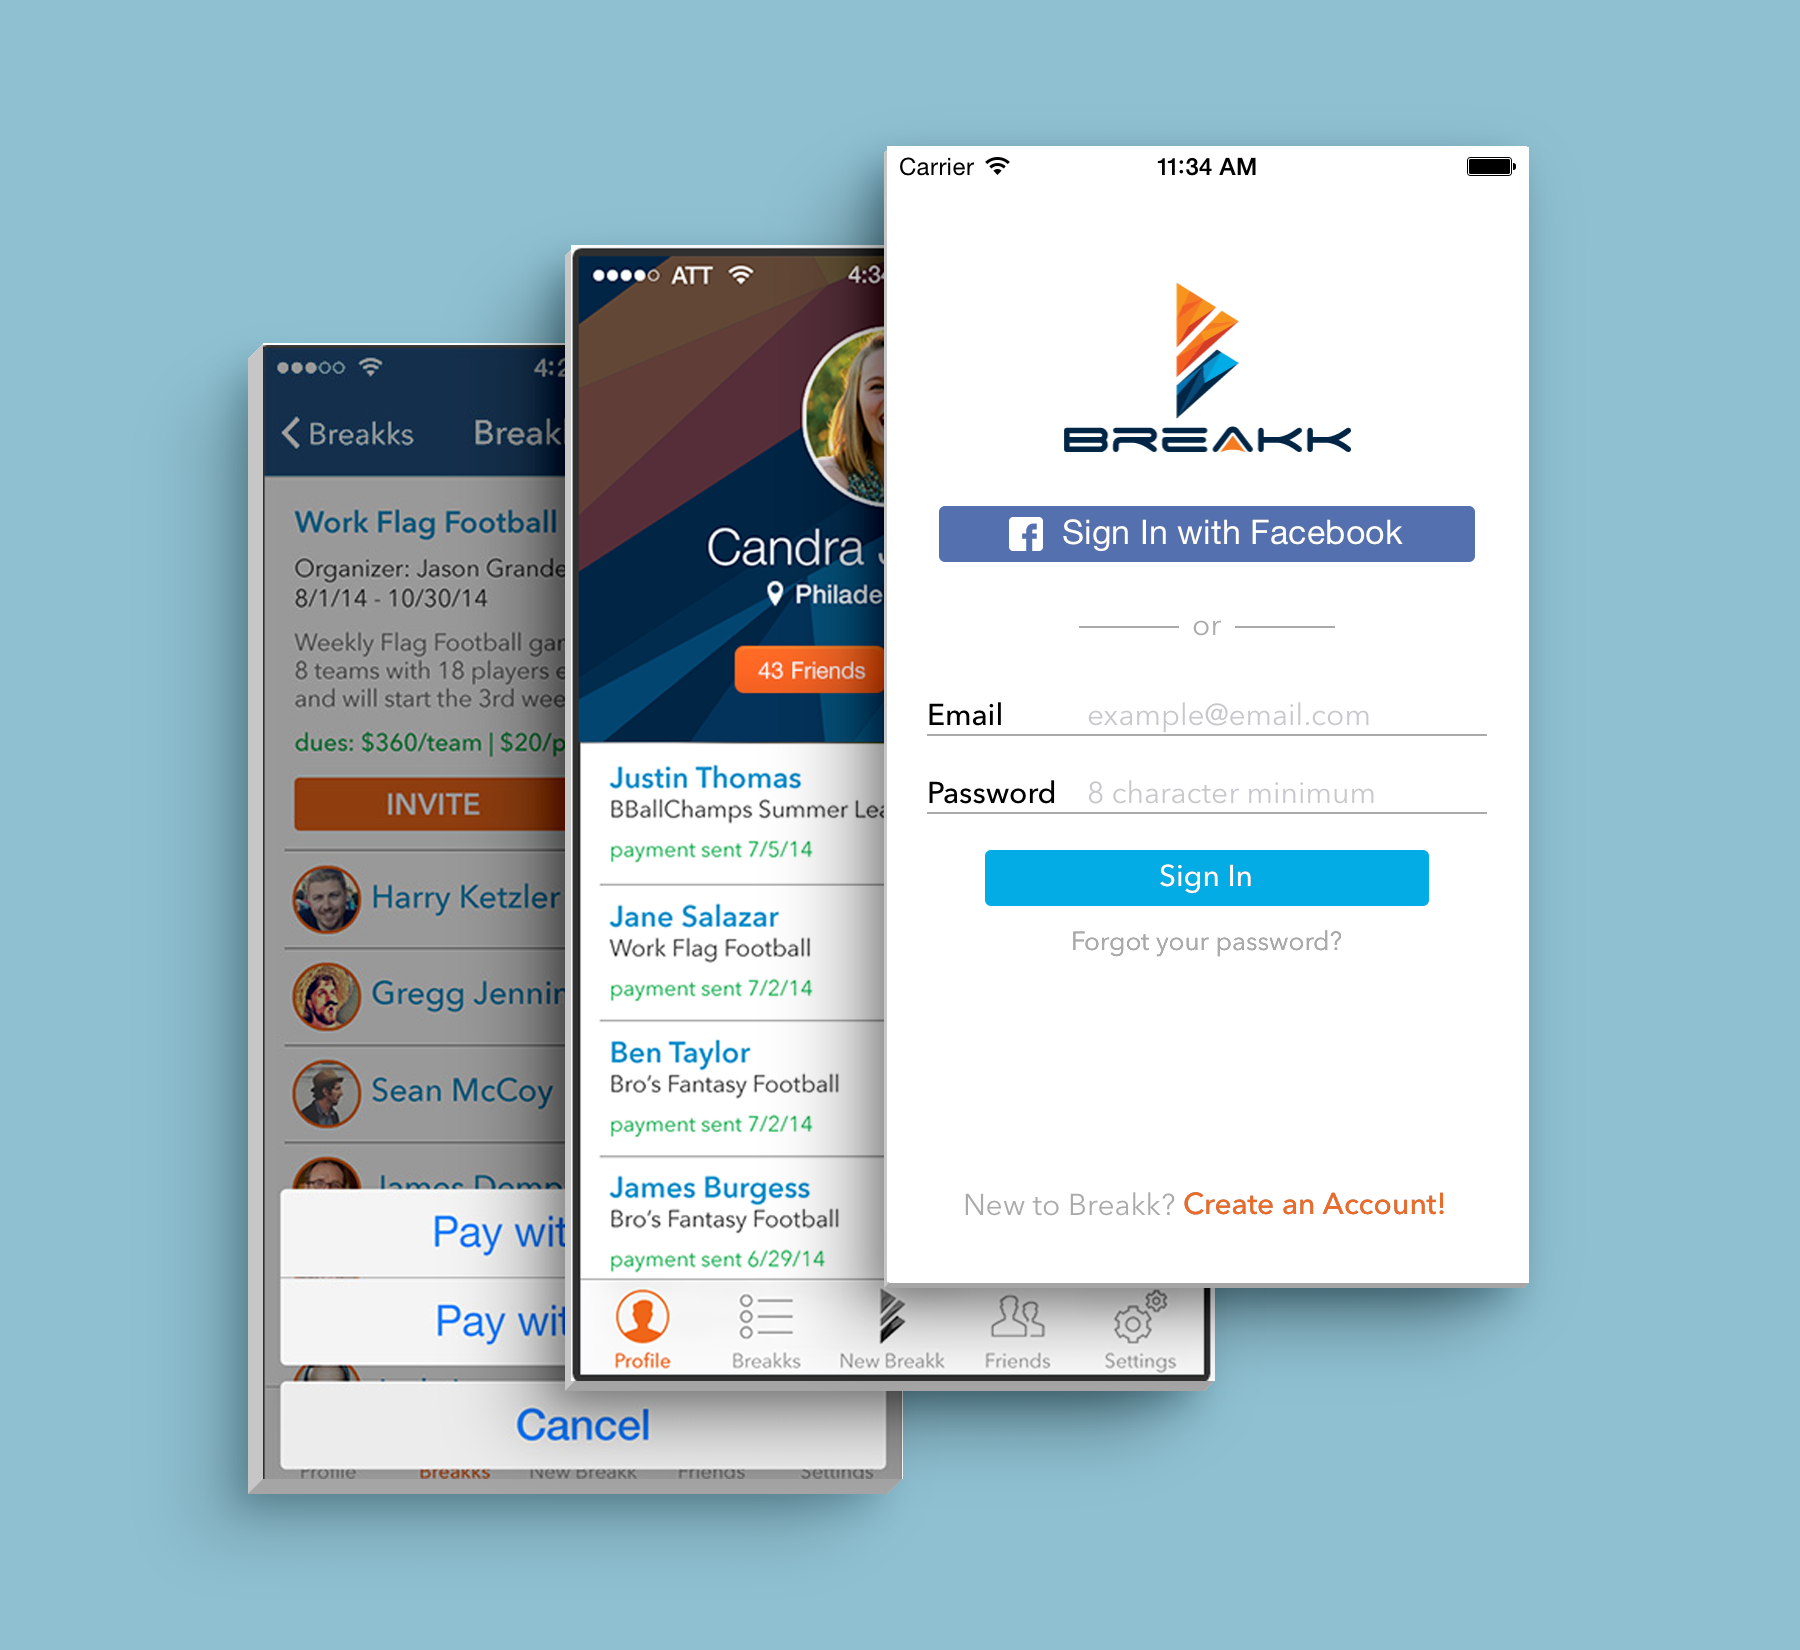 Carrier 11:34 AM
BREAKK
Sign In with Facebook
or
Email example@email.com
Password 8 character minimum
Sign In
Forgot your password?
New to Breakk? Create an Account!
ATT 4:34
Candra
Philade
43 Friends
Justin Thomas
BBallChamps Summer Lea
payment sent 7/5/14
Jane Salazar
Work Flag Football
payment sent 7/2/14
Ben Taylor
Bro's Fantasy Football
payment sent 7/2/14
James Burgess
Bro's Fantasy Football
payment sent 6/29/14
Profile Breakks New Breakk Friends Settings
4:2
Breakks Break
Work Flag Football
Organizer: Jason Grande
8/1/14 - 10/30/14
Weekly Flag Football gam
8 teams with 18 players e
and will start the 3rd wee
dues: $360/team | $20/p
INVITE
Harry Ketzler
Gregg Jennin
Sean McCoy
James Demp
Pay wit
Pay wit
Cancel
Profile Breakks New Breakk Friends Settings